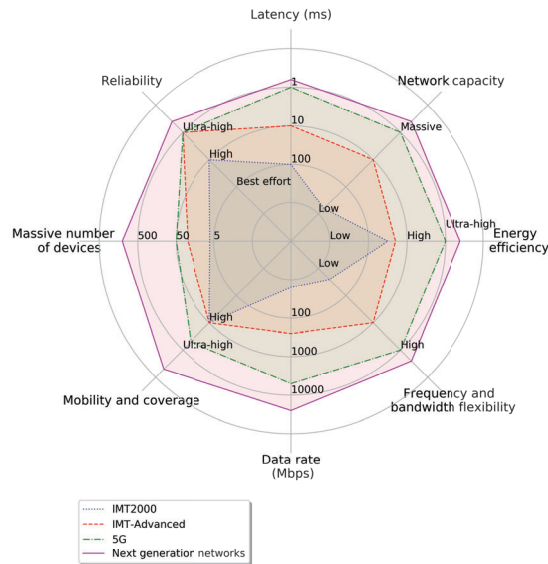 Latency (ms)
Reliability
Network capacity
1
Ultra-high
10
Massive
High
100
Best effort
Low
Ultra-high
Massive number
of devices
500
50
5
Low
High
Energy
efficiency
Low
High
100
Ultra-high
1000
High
10000
Mobility and coverage
Frequency and
bandwidth flexibility
Data rate
(Mbps)
IMT2000
IMT-Advanced
5G
Next generation networks